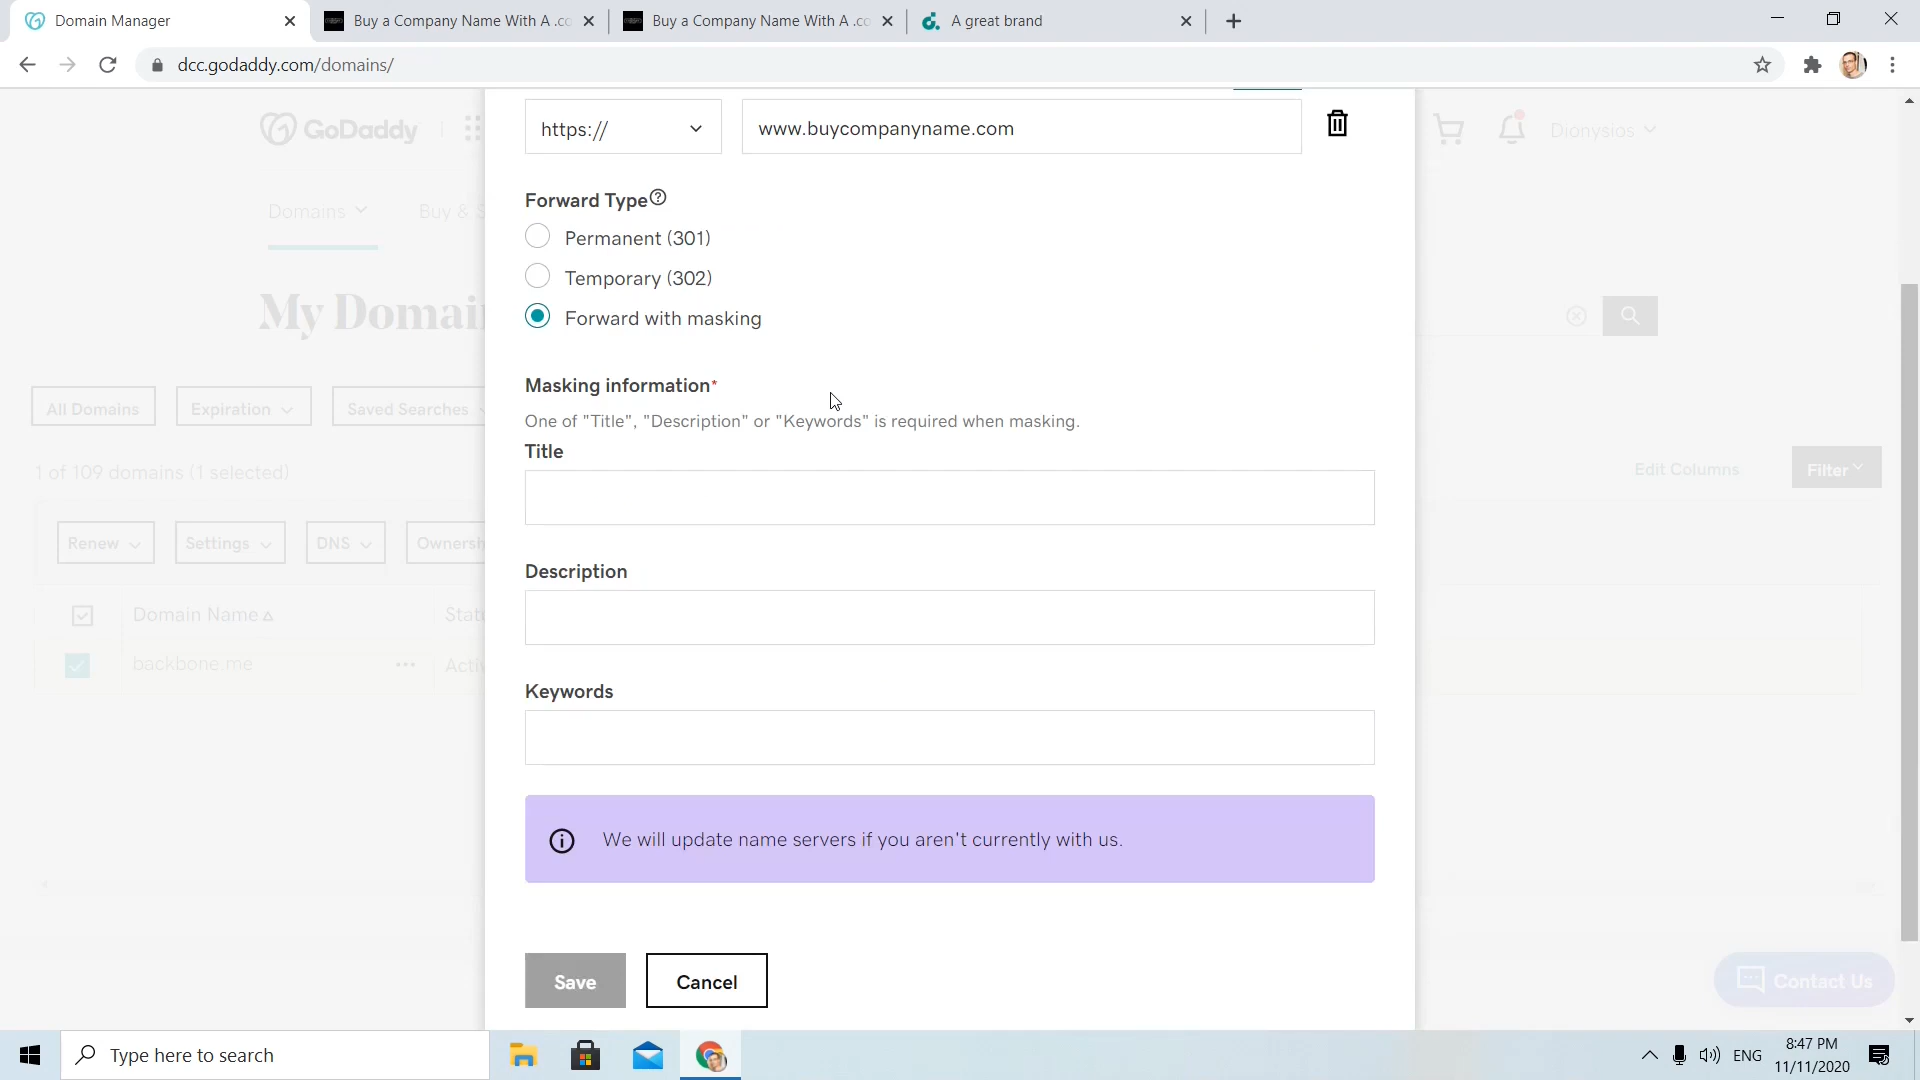 Domain Manager
Buy a Company Name With A .co
Buy a Company Name With A .co
A great brand
dcc.godaddy.com/domains/
GoDaddy
Dionysios
https://
www.buycompanyname.com
Domains
Buy & S
Forward Type
Permanent (301)
Temporary (302)
Forward with masking
My Domai
All Domains
Expiration
Saved Searches
Masking information*
One of "Title", "Description" or "Keywords" is required when masking.
Title
1 of 109 domains (1 selected)
Edit Columns
Filter
Renew
Settings
DNS
Ownersh
Description
Domain Name
Statu
backbone.me
Activ
Keywords
We will update name servers if you aren't currently with us.
Save
Cancel
Contact Us
Type here to search
ENG
8:47 PM
11/11/2020